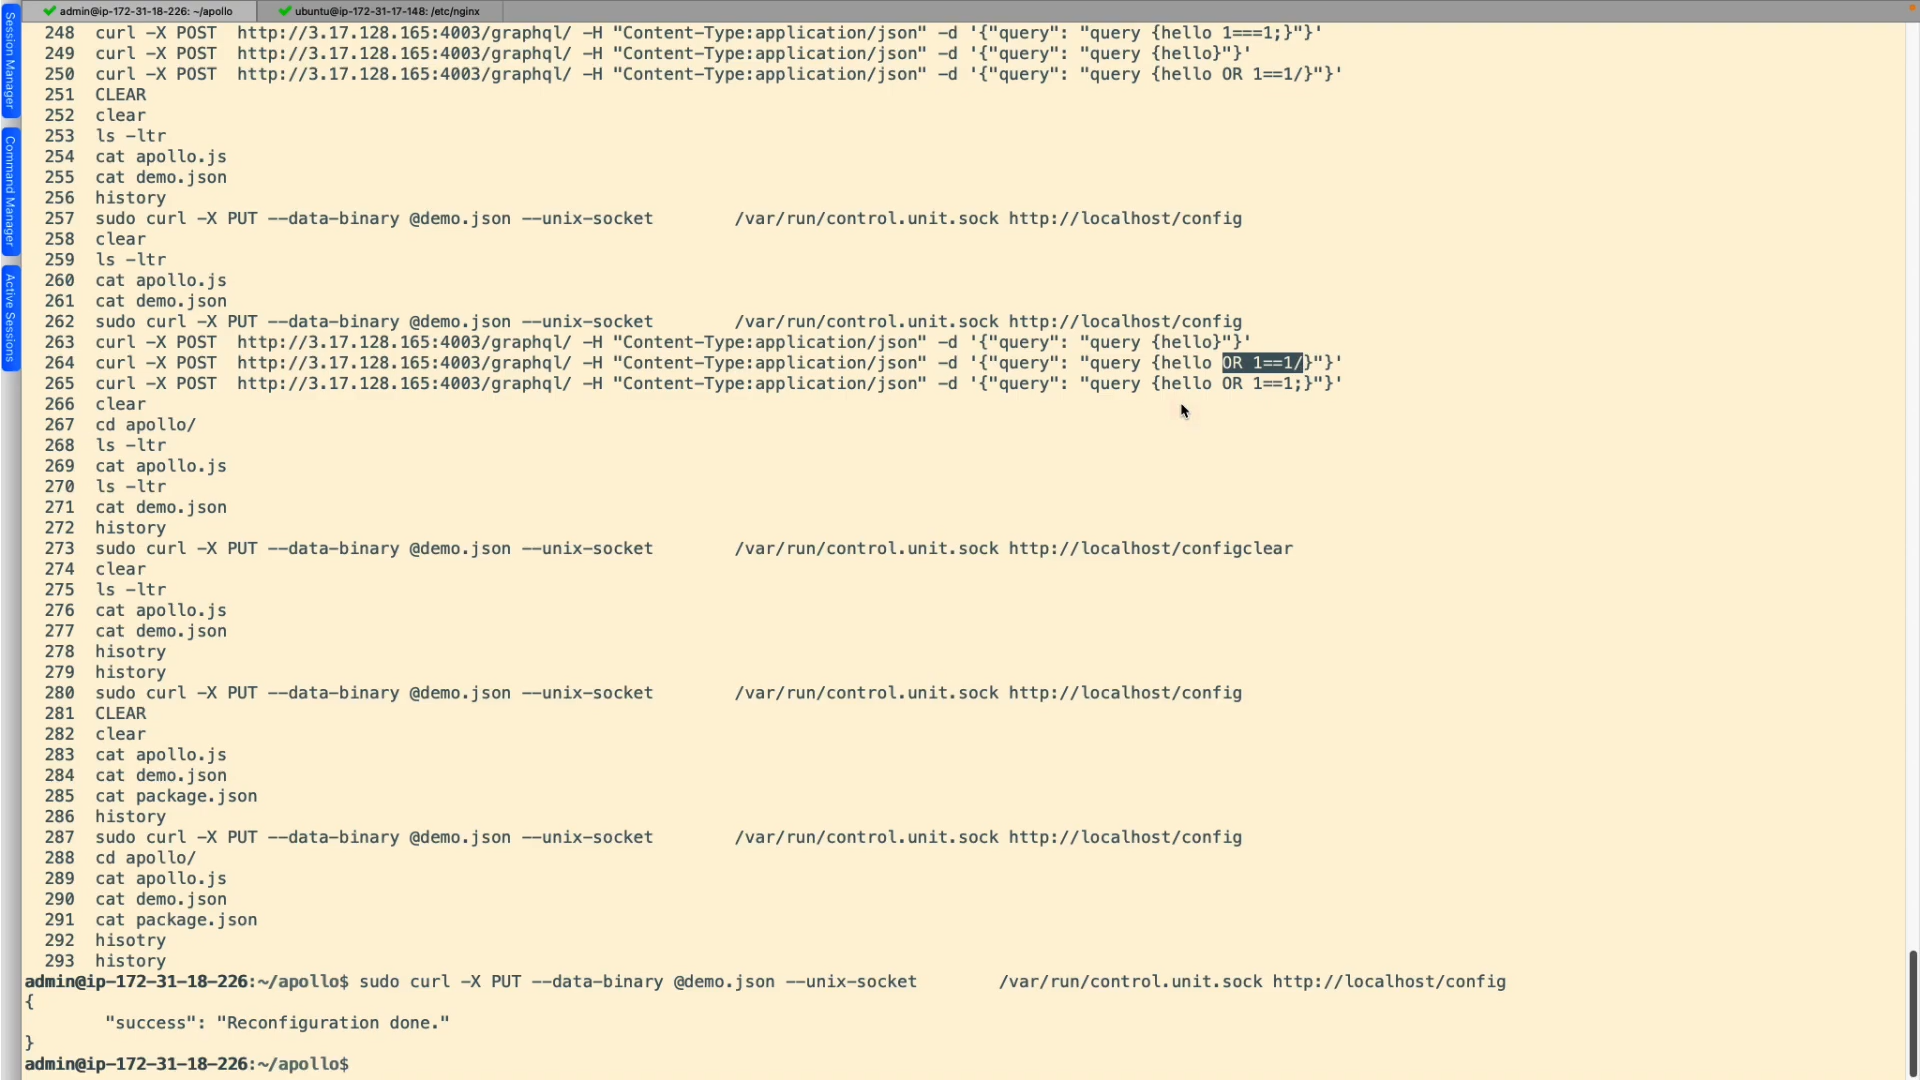 admin@ip-172-31-18-226: ~/apollo
ubuntu@ip-172-31-17-148: /etc/nginx
Session Manager
Command Manager
Active Sessions
248 curl -X POST http://3.17.128.165:4003/graphql/ -H "Content-Type:application/json" -d '{"query": "query {hello 1===1;}"}'
249 curl -X POST http://3.17.128.165:4003/graphql/ -H "Content-Type:application/json" -d '{"query": "query {hello}"}'
250 curl -X POST http://3.17.128.165:4003/graphql/ -H "Content-Type:application/json" -d '{"query": "query {hello OR 1==1/}"}'
251 CLEAR
252 clear
253 ls -ltr
254 cat apollo.js
255 cat demo.json
256 history
257 sudo curl -X PUT --data-binary @demo.json --unix-socket /var/run/control.unit.sock http://localhost/config
258 clear
259 ls -ltr
260 cat apollo.js
261 cat demo.json
262 sudo curl -X PUT --data-binary @demo.json --unix-socket /var/run/control.unit.sock http://localhost/config
263 curl -X POST http://3.17.128.165:4003/graphql/ -H "Content-Type:application/json" -d '{"query": "query {hello}"}'
264 curl -X POST http://3.17.128.165:4003/graphql/ -H "Content-Type:application/json" -d '{"query": "query {hello OR 1==1/}"}'
265 curl -X POST http://3.17.128.165:4003/graphql/ -H "Content-Type:application/json" -d '{"query": "query {hello OR 1==1;}"}'
266 clear
267 cd apollo/
268 ls -ltr
269 cat apollo.js
270 ls -ltr
271 cat demo.json
272 history
273 sudo curl -X PUT --data-binary @demo.json --unix-socket /var/run/control.unit.sock http://localhost/configclear
274 clear
275 ls -ltr
276 cat apollo.js
277 cat demo.json
278 hisotry
279 history
280 sudo curl -X PUT --data-binary @demo.json --unix-socket /var/run/control.unit.sock http://localhost/config
281 CLEAR
282 clear
283 cat apollo.js
284 cat demo.json
285 cat package.json
286 history
287 sudo curl -X PUT --data-binary @demo.json --unix-socket /var/run/control.unit.sock http://localhost/config
288 cd apollo/
289 cat apollo.js
290 cat demo.json
291 cat package.json
292 hisotry
293 history
admin@ip-172-31-18-226:~/apollo$ sudo curl -X PUT --data-binary @demo.json --unix-socket /var/run/control.unit.sock http://localhost/config
{
"success": "Reconfiguration done."
}
admin@ip-172-31-18-226:~/apollo$